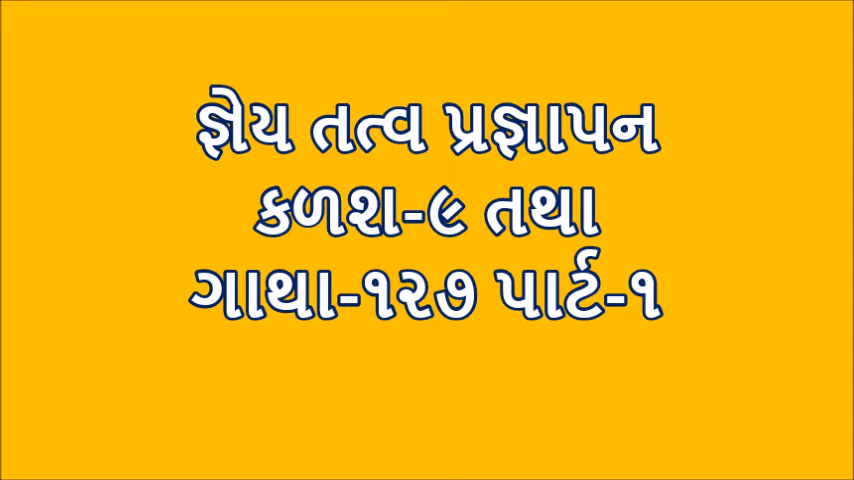 જ્ઞેય તત્વ પ્રજ્ઞાપન
કળશ-૯ તથા
ગાથા-૧૨૭ પાર્ટ-૧